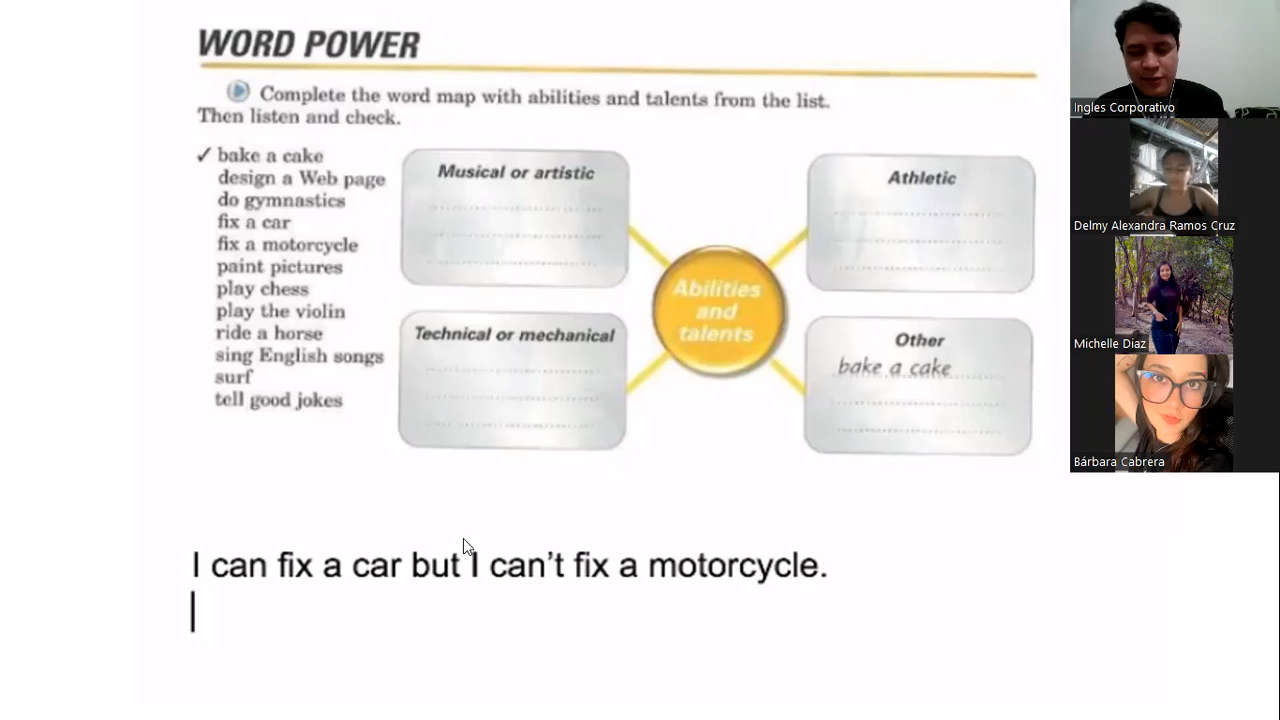 WORD POWER
Complete the word map with abilities and talents from the list.
Then listen and check.
✓ bake a cake
design a Web page
do gymnastics
fix a car
fix a motorcycle
paint pictures
play chess
play the violin
ride a horse
sing English songs
surf
tell good jokes
Musical or artistic
Athletic
Abilities
and
talents
Technical or mechanical
Other
bake a cake
I can fix a car but I can't fix a motorcycle.
Ingles Corporativo
Delmy Alexandra Ramos Cruz
Michelle Diaz
Bárbara Cabrera